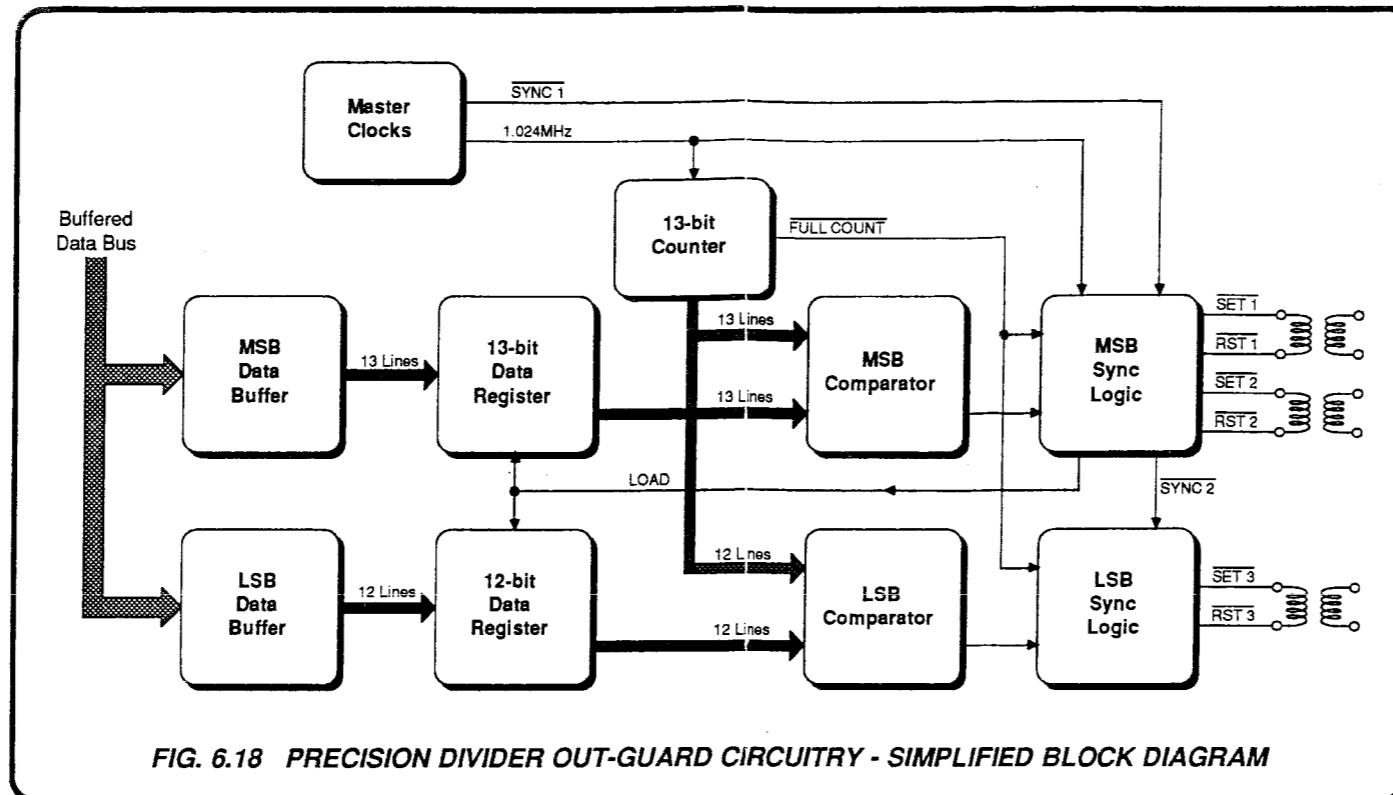 Master
Clocks
SYNC 1
1.024MHz
Buffered
Data Bus
13-bit
Counter
FULL COUNT
MSB
Data
Buffer
13 Lines
13-bit
Data
Register
13 Lines
13 Lines
MSB
Comparator
MSB
Sync
Logic
SET 1
RST 1
SET 2
RST 2
LOAD
SYNC 2
LSB
Data
Buffer
12 Lines
12-bit
Data
Register
12 Lines
12 Lines
LSB
Comparator
LSB
Sync
Logic
SET 3
RST 3
FIG. 6.18 PRECISION DIVIDER OUT-GUARD CIRCUITRY - SIMPLIFIED BLOCK DIAGRAM